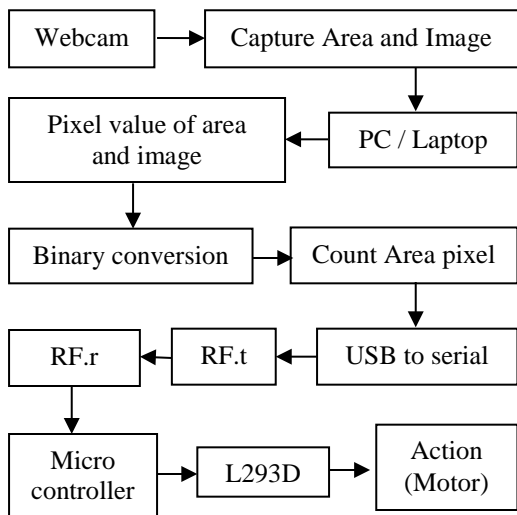 Webcam
Capture Area and Image
PC / Laptop
Pixel value of area
and image
Binary conversion
Count Area pixel
USB to serial
RF.t
RF.r
Micro
controller
L293D
Action
(Motor)